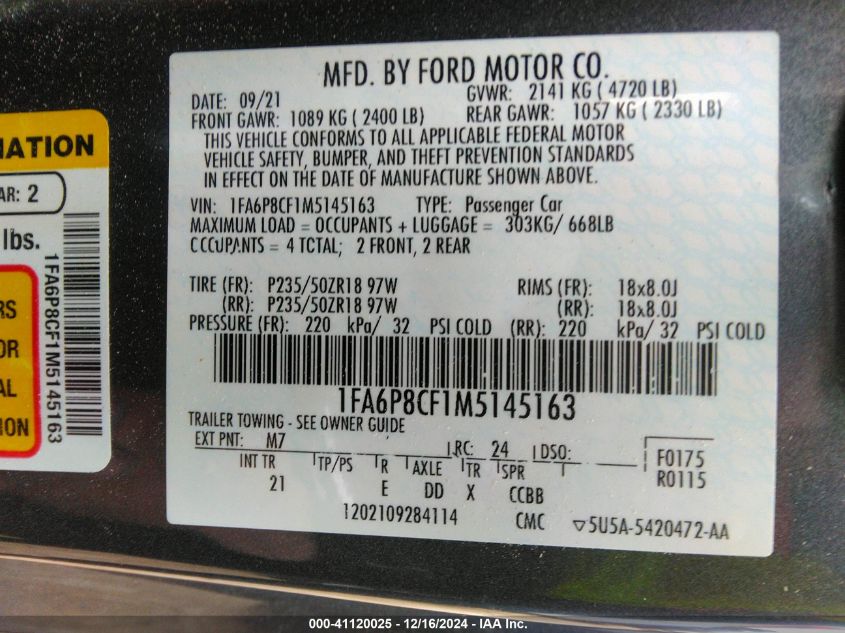 MFD. BY FORD MOTOR CO.
DATE: 09/21
GVWR: 2141 KG ( 4720 LB)
FRONT GAWR: 1089 KG ( 2400 LB)
REAR GAWR: 1057 KG ( 2330 LB)
THIS VEHICLE CONFORMS TO ALL APPLICABLE FEDERAL MOTOR
VEHICLE SAFETY, BUMPER, AND THEFT PREVENTION STANDARDS
IN EFFECT ON THE DATE OF MANUFACTURE SHOWN ABOVE.
VIN: 1FA6P8CF1M5145163 TYPE: Passenger Car
MAXIMUM LOAD = OCCUPANTS + LUGGAGE = 303KG/ 668LB
OCCUPANTS = 4 TOTAL; 2 FRONT, 2 REAR
TIRE (FR): P235/50ZR18 97W RIMS (FR): 18x8.0J
(RR): P235/50ZR18 97W (RR): 18x8.0J
PRESSURE (FR): 220 kPa/ 32 PSI COLD (RR): 220 kPa/ 32 PSI COLD
1FA6P8CF1M5145163
TRAILER TOWING - SEE OWNER GUIDE
EXT PNT: M7 RC: 24 DSO: F0175
R0115
INT TR TP/PS R AXLE TR SPR
21 E DD X CCBB
1202109284114 CMC ▽5U5A-5420472-AA
MATION
AR: 2
lbs.
RS
OR
AL
ION
1FA6P8CF1M5145163
000-41120025 - 12/16/2024 - IAA Inc.